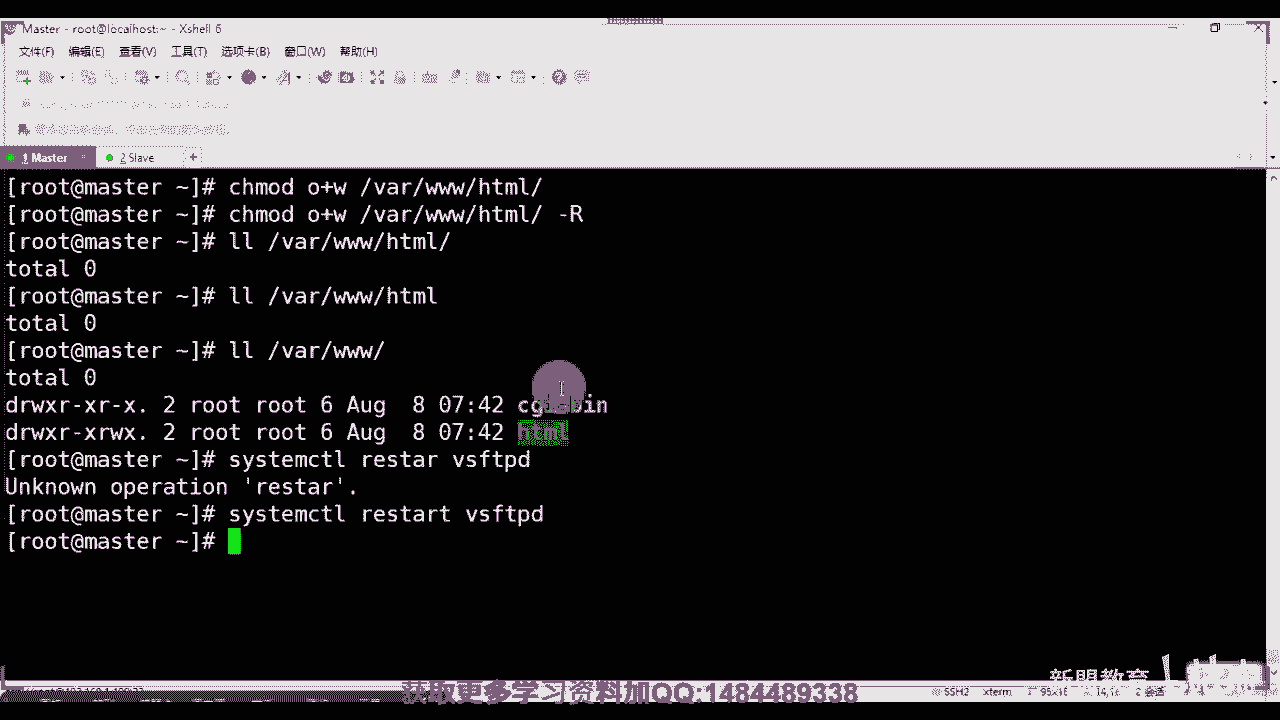 Master - root@localhost:~ - Xshell 6
文件(F) 编辑(E) 查看(V) 工具(T) 选项卡(B) 窗口(W) 帮助(H)
1 Master 2 Slave +
[root@master ~]# chmod o+w /var/www/html/
[root@master ~]# chmod o+w /var/www/html/ -R
[root@master ~]# ll /var/www/html/
total 0
[root@master ~]# ll /var/www/html
total 0
[root@master ~]# ll /var/www/
total 0
drwxr-xr-x. 2 root root 6 Aug  8 07:42 cgi-bin
drwxr-xrwx. 2 root root 6 Aug  8 07:42 html
[root@master ~]# systemctl restar vsftpd
Unknown operation 'restar'.
[root@master ~]# systemctl restart vsftpd
[root@master ~]#
新盟教育
获取更多学习资料加QQ:1484489338
SSH2 xterm